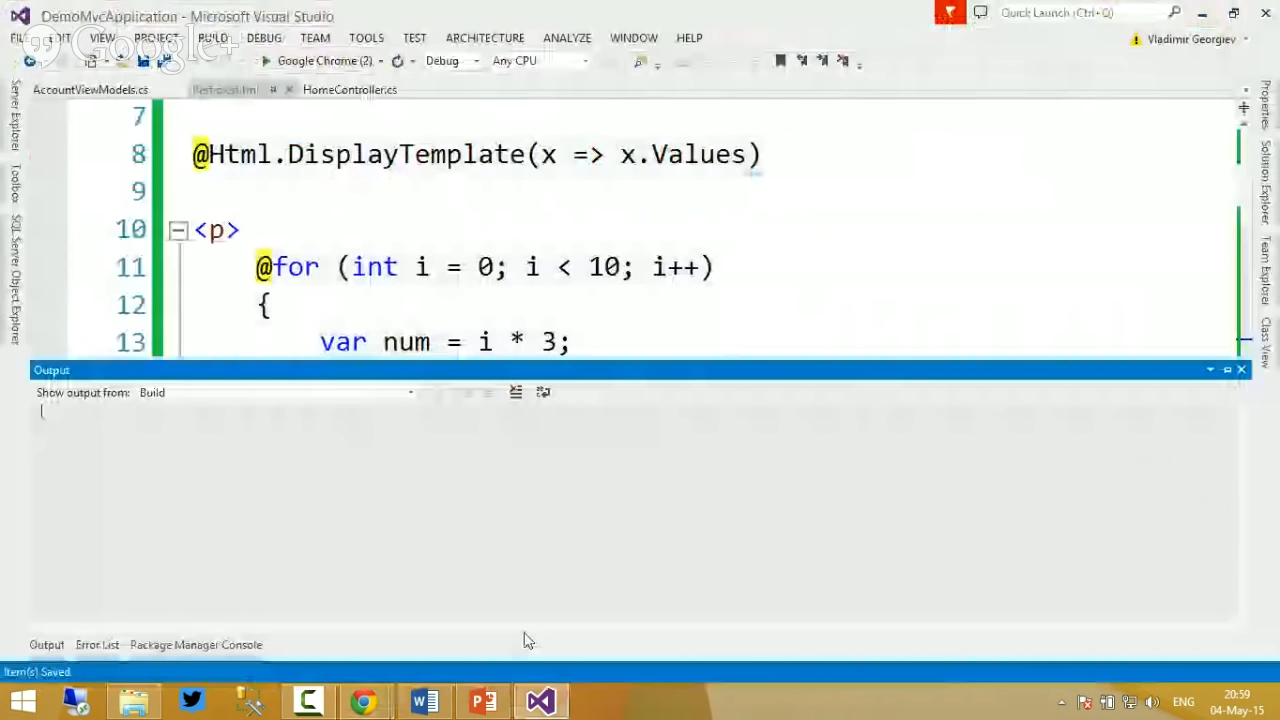 DemoMvcApplication - Microsoft Visual Studio
Quick Launch (Ctrl+Q)
FILE EDIT VIEW PROJECT BUILD DEBUG TEAM TOOLS TEST ARCHITECTURE ANALYZE WINDOW HELP
Vladimir Georgiev
Google+
Google Chrome (2)
Debug
Any CPU
AccountViewModels.cs
HomeController.cs
7
8 @Html.DisplayTemplate(x => x.Values)
9
10 <p>
11 @for (int i = 0; i < 10; i++)
12 {
13 var num = i * 3;
Server Explorer
Toolbox
SQL Server Object Explorer
Properties
Solution Explorer
Team Explorer
Class View
Output
Show output from: Build
Output Error List Package Manager Console
Item(s) Saved
ENG
20:59
04-May-15